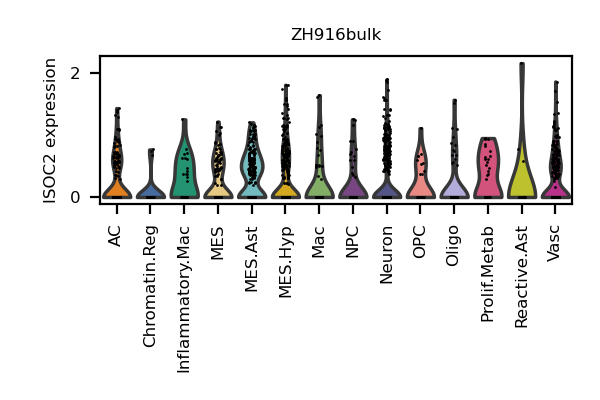 ZH916bulk
ISOC2 expression
2
0
AC
Chromatin.Reg
Inflammatory.Mac
MES
MES.Ast
MES.Hyp
Mac
NPC
Neuron
OPC
Oligo
Prolif.Metab
Reactive.Ast
Vasc